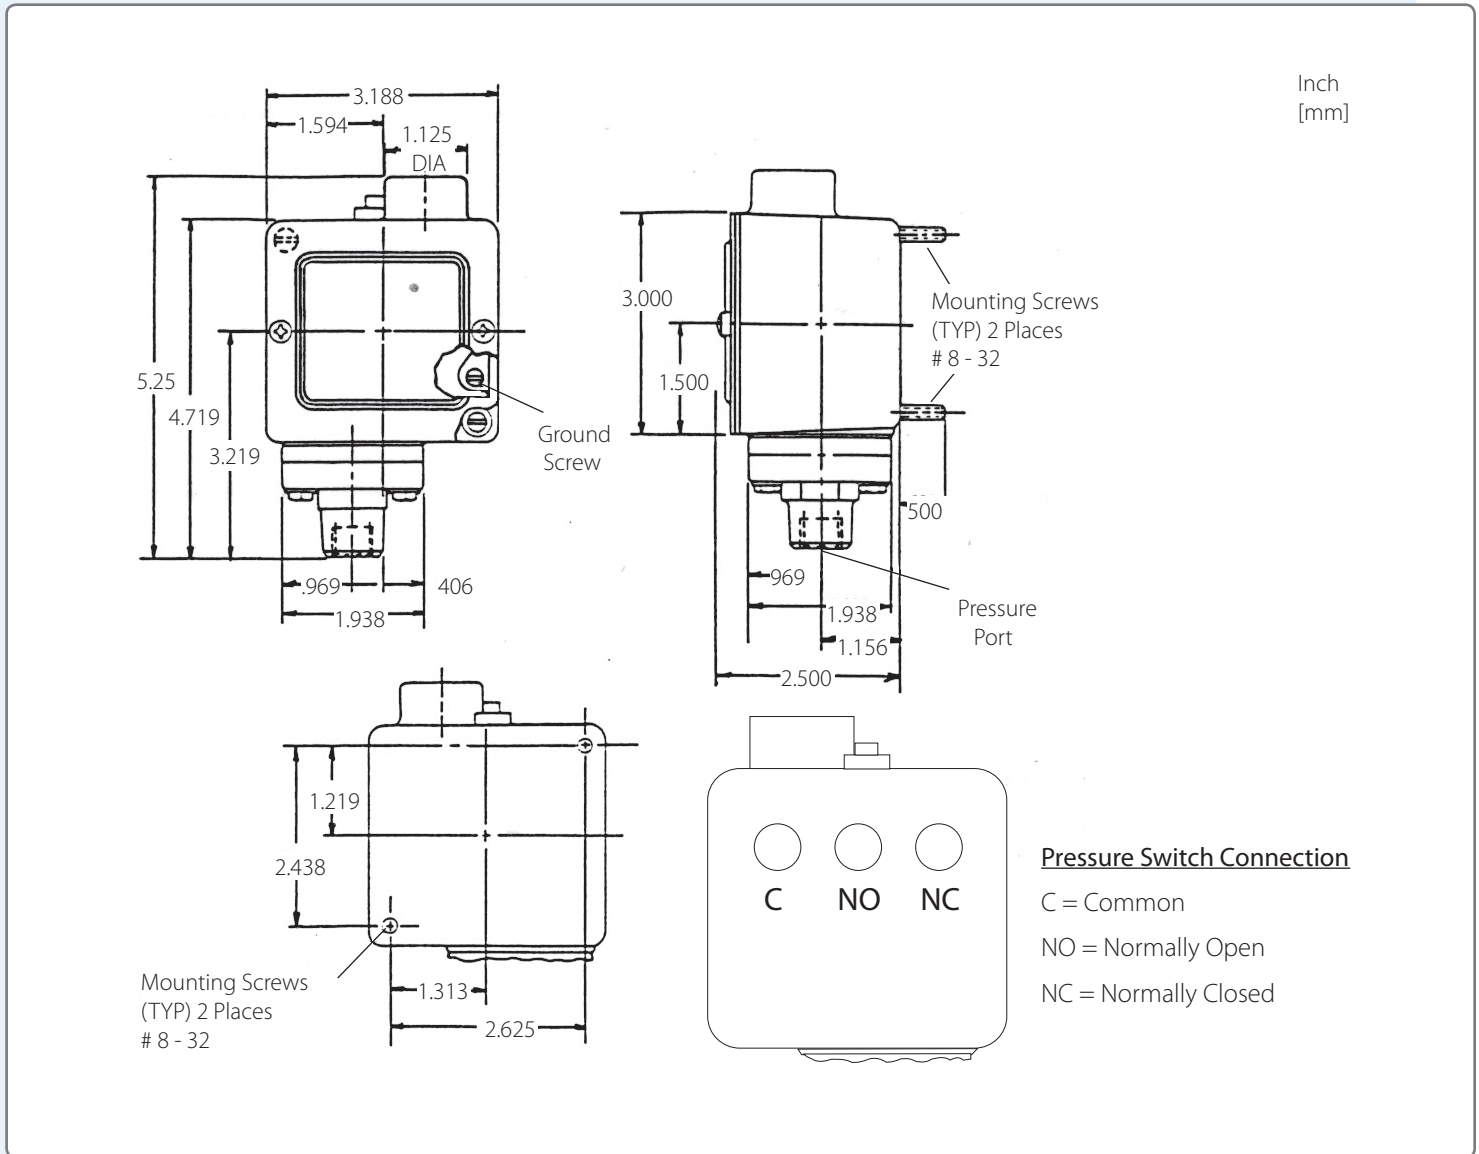 Inch
[mm]
3.188
1.594
1.125
DIA
5.25
4.719
3.219
Ground
Screw
.969
406
1.938
3.000
1.500
Mounting Screws
(TYP) 2 Places
# 8 - 32
500
969
1.938
1.156
2.500
Pressure
Port
1.219
2.438
Mounting Screws
(TYP) 2 Places
# 8 - 32
1.313
2.625
C NO NC
Pressure Switch Connection
C = Common
NO = Normally Open
NC = Normally Closed